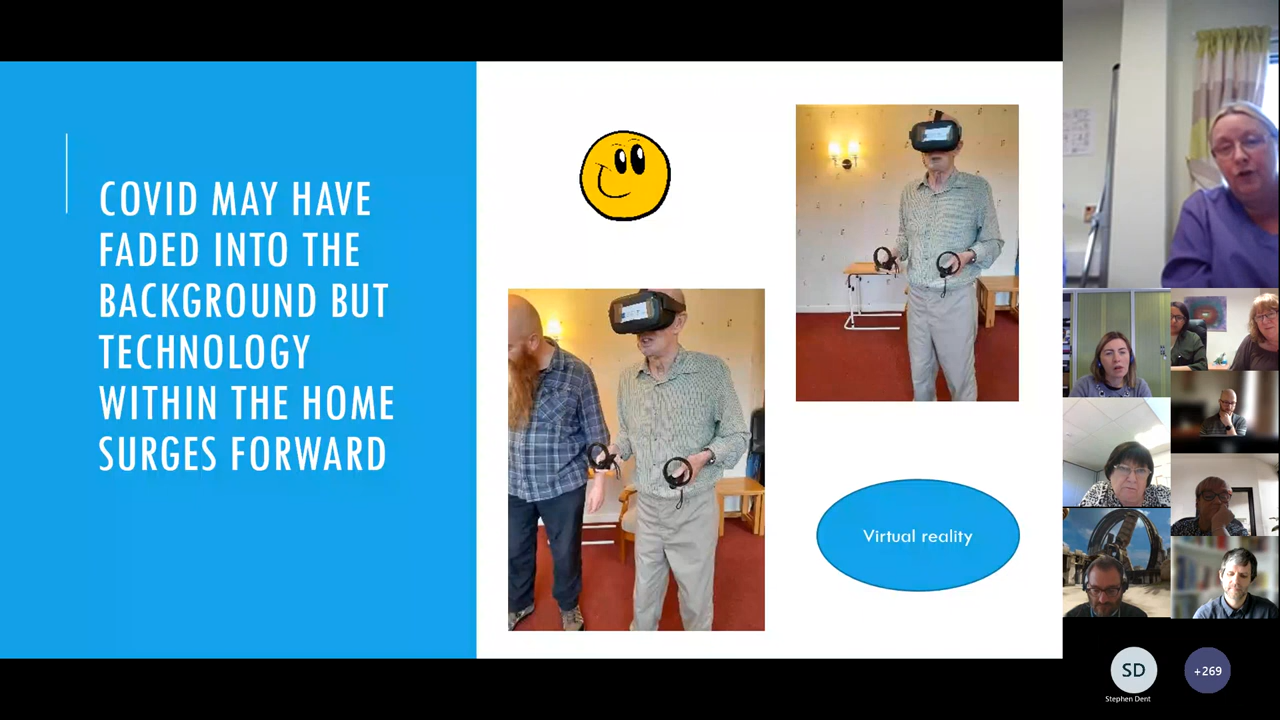 COVID MAY HAVE
FADED INTO THE
BACKGROUND BUT
TECHNOLOGY
WITHIN THE HOME
SURGES FORWARD
Virtual reality
SD
+269
Stephen Dent